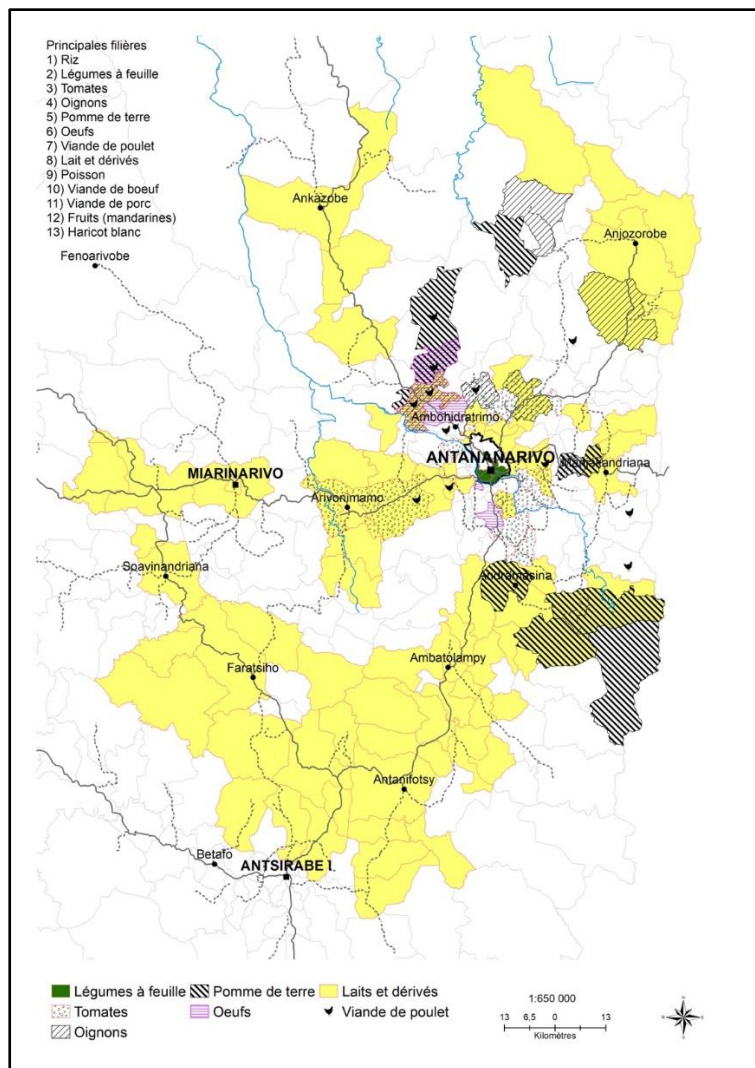 Principales filières
1) Riz
2) Légumes à feuille
3) Tomates
4) Oignons
5) Pomme de terre
6) Oeufs
7) Viande de poulet
8) Lait et dérivés
9) Poisson
10) Viande de boeuf
11) Viande de porc
12) Fruits (mandarines)
13) Haricot blanc
Fenoarivobe
Ankazobe
Anjozorobe
Ambohidratrimo
ANTANANARIVO
MIARINARIVO
Arivonimamo
Soavinandriana
Andramasina
Faratsiho
Ambatolampy
Antanifotsy
Betafo
ANTSIRABE I
Légumes à feuille
Pomme de terre
Laits et dérivés
Tomates
Oeufs
Viande de poulet
Oignons
1:650 000
13 6,5 0 13
Kilomètres